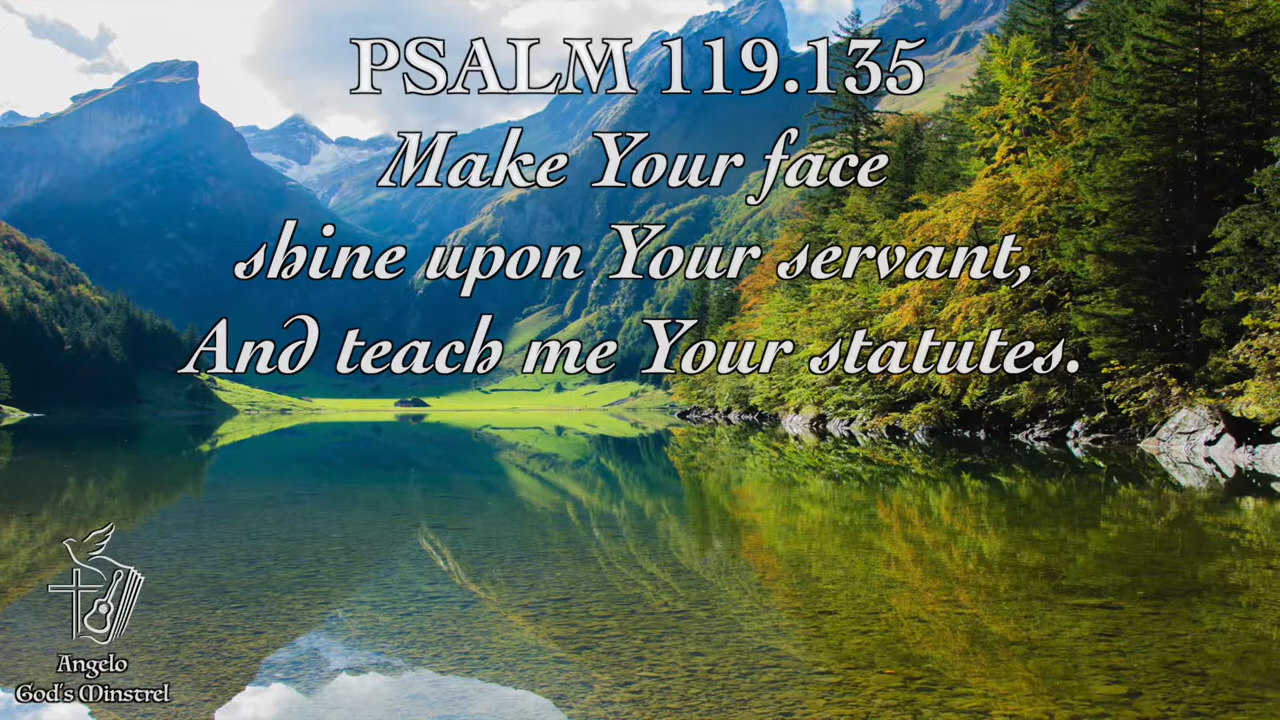 PSALM 119.135
Make Your face
shine upon Your servant,
And teach me Your statutes.
Angelo
God's Minstrel